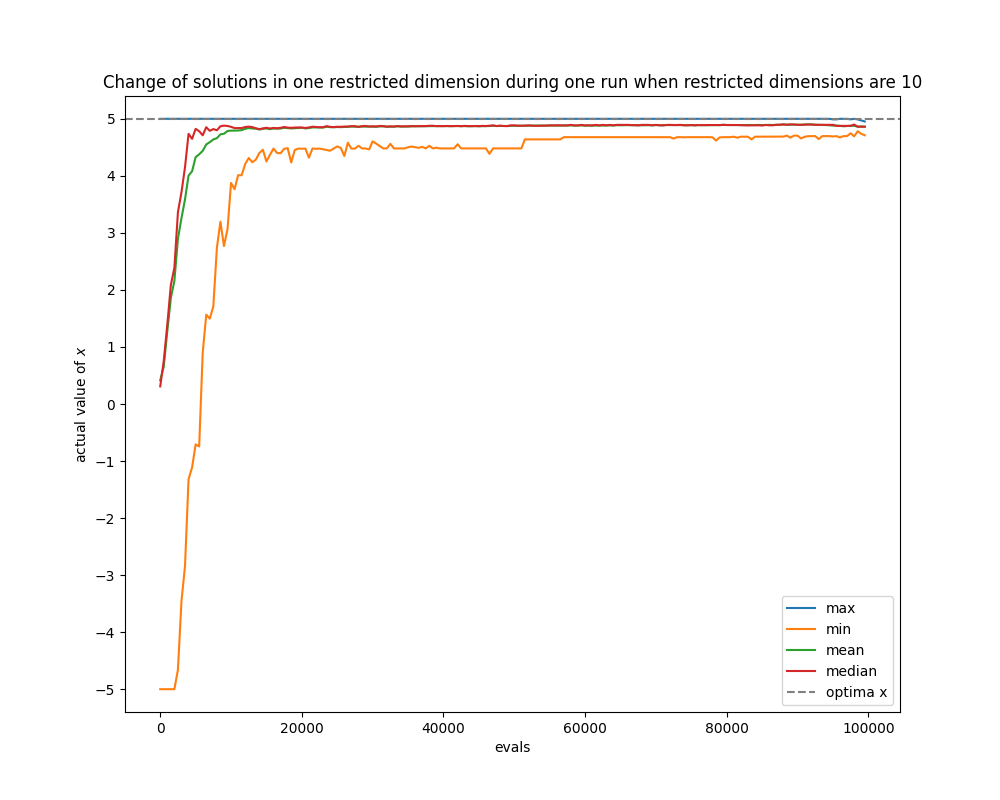 Change of solutions in one restricted dimension during one run when restricted dimensions are 10
actual value of x
5
4
3
2
1
0
−1
−2
−3
−4
−5
max
min
mean
median
optima x
0 20000 40000 60000 80000 100000
evals